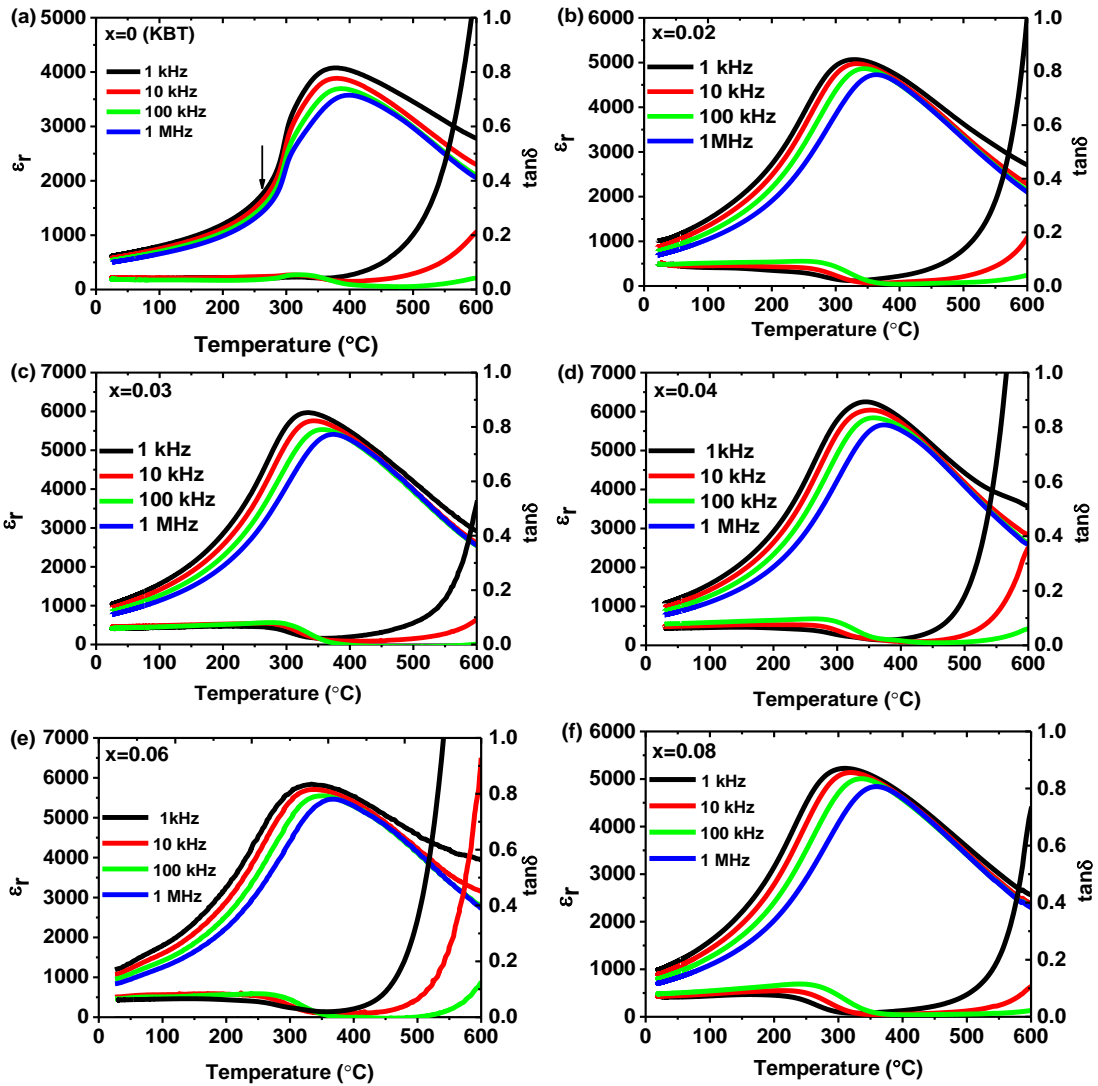 (a)
x=0 (KBT)
1 kHz
10 kHz
100 kHz
1 MHz
5000
4000
3000
2000
1000
0
εr
1.0
0.8
0.6
0.4
0.2
0.0
tanδ
0 100 200 300 400 500 600
Temperature (°C)
(b)
x=0.02
1 kHz
10 kHz
100 kHz
1MHz
6000
5000
4000
3000
2000
1000
0
εr
1.0
0.8
0.6
0.4
0.2
0.0
tanδ
0 100 200 300 400 500 600
Temperature (°C)
(c)
x=0.03
1 kHz
10 kHz
100 kHz
1 MHz
7000
6000
5000
4000
3000
2000
1000
0
εr
1.0
0.8
0.6
0.4
0.2
0.0
tanδ
0 100 200 300 400 500 600
Temperature (°C)
(d)
x=0.04
1kHz
10 kHz
100 kHz
1 MHz
7000
6000
5000
4000
3000
2000
1000
0
εr
1.0
0.8
0.6
0.4
0.2
0.0
tanδ
0 100 200 300 400 500 600
Temperature (°C)
(e)
x=0.06
1kHz
10 kHz
100 kHz
1 MHz
7000
6000
5000
4000
3000
2000
1000
0
εr
1.0
0.8
0.6
0.4
0.2
0.0
tanδ
0 100 200 300 400 500 600
Temperature (°C)
(f)
x=0.08
1 kHz
10 kHz
100 kHz
1 MHz
6000
5000
4000
3000
2000
1000
0
εr
1.0
0.8
0.6
0.4
0.2
0.0
tanδ
0 100 200 300 400 500 600
Temperature (°C)